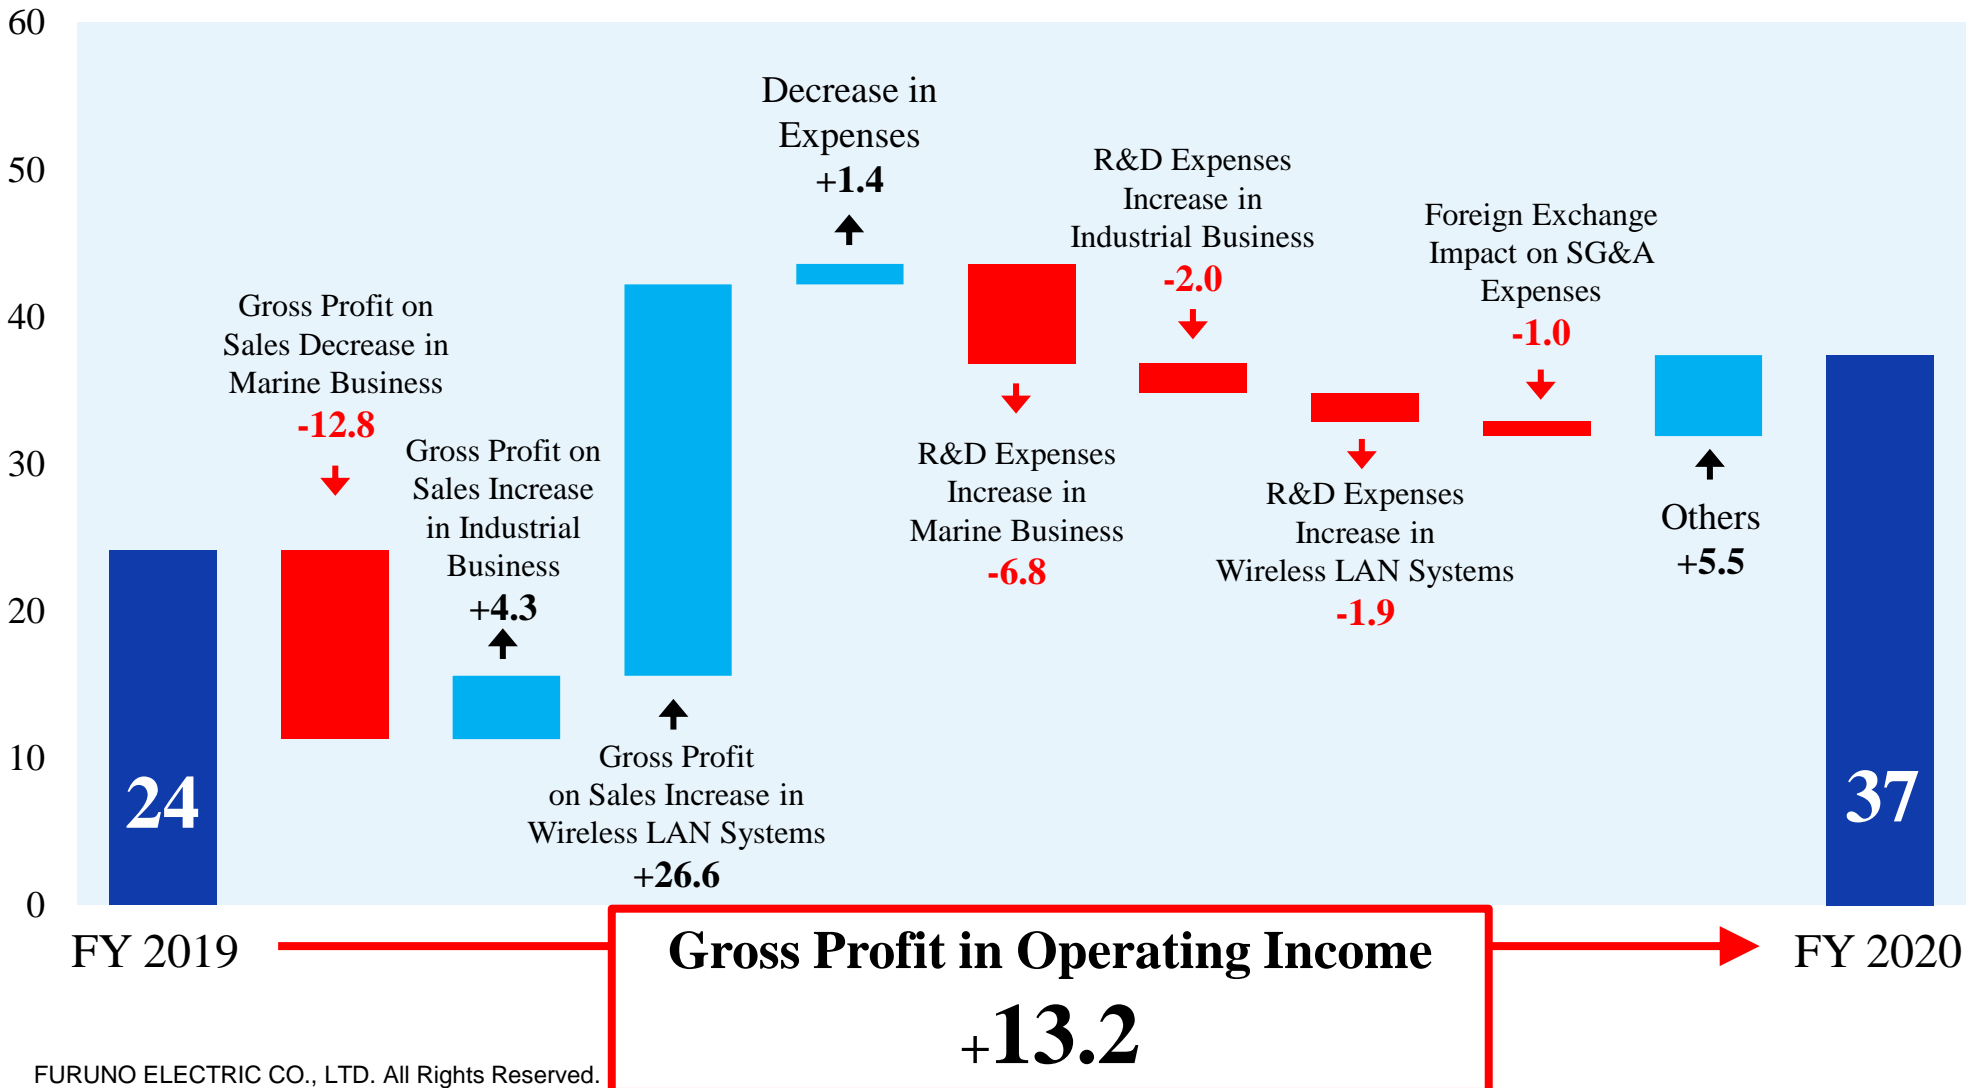 60
50
40
30
20
10
0
Gross Profit on
Sales Decrease in
Marine Business
-12.8
Gross Profit on
Sales Increase
in Industrial
Business
+4.3
Gross Profit
on Sales Increase in
Wireless LAN Systems
+26.6
Decrease in
Expenses
+1.4
R&D Expenses
Increase in
Marine Business
-6.8
R&D Expenses
Increase in
Industrial Business
-2.0
R&D Expenses
Increase in
Wireless LAN Systems
-1.9
Foreign Exchange
Impact on SG&A
Expenses
-1.0
Others
+5.5
24
37
FY 2019
FY 2020
Gross Profit in Operating Income
+13.2
FURUNO ELECTRIC CO., LTD. All Rights Reserved.